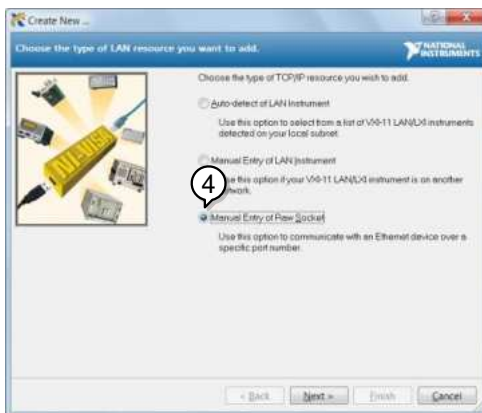 Create New ...
Choose the type of LAN resource you want to add.
NATIONAL
INSTRUMENTS
Choose the type of TCP/IP resource you wish to add.
Auto-detect of LAN Instrument
Use this option to select from a list of VXI-11 LAN/LXI instruments
detected on your local subnet.
Manual Entry of LAN Instrument
Use this option if your VXI-11 LAN/LXI instrument is on another
network.
4
Manual Entry of Raw Socket
Use this option to communicate with an Ethernet device over a
specific port number.
NI-VISA
< Back
Next >
Finish
Cancel